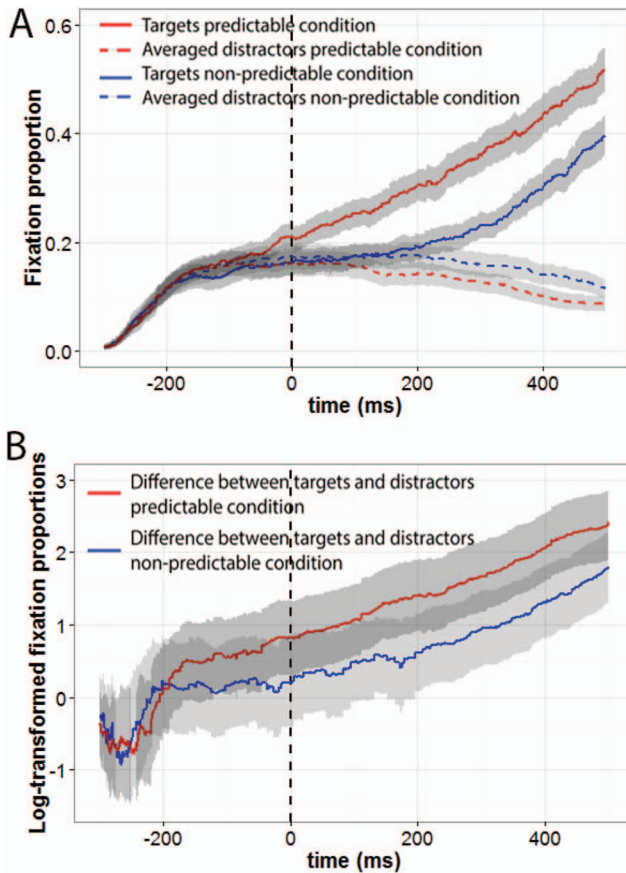 A
0.6
Targets predictable condition
Averaged distractors predictable condition
Targets non-predictable condition
Averaged distractors non-predictable condition
Fixation proportion
0.4
0.2
0.0
-200
0
200
400
time (ms)
B
3
Difference between targets and distractors
predictable condition
Difference between targets and distractors
non-predictable condition
Log-transformed fixation proportions
2
1
0
-1
-200
0
200
400
time (ms)